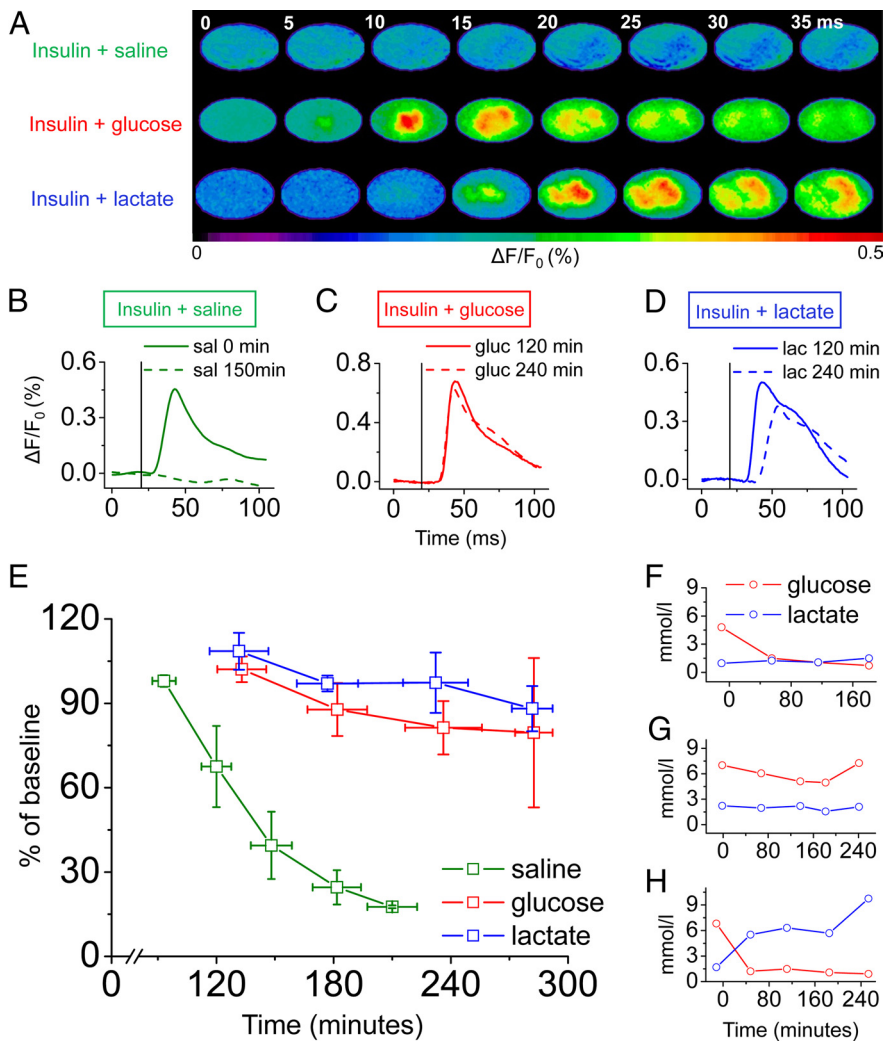 A
0 5 10 15 20 25 30 35 ms
Insulin + saline
Insulin + glucose
Insulin + lactate
0 0.5
ΔF/F0 (%)
B Insulin + saline
sal 0 min
sal 150min
ΔF/F0 (%)
0.6
0.3
0.0
0 50 100
C Insulin + glucose
gluc 120 min
gluc 240 min
0.8
0.4
0.0
0 50 100
Time (ms)
D Insulin + lactate
lac 120 min
lac 240 min
0.6
0.3
0.0
0 50 100
E
% of baseline
120
90
60
30
0
saline
glucose
lactate
0 120 180 240 300
Time (minutes)
F
glucose
lactate
mmol/l
9
6
3
0
0 80 160
G
mmol/l
9
6
3
0
0 80 160 240
H
mmol/l
9
6
3
0
0 80 160 240
Time (minutes)